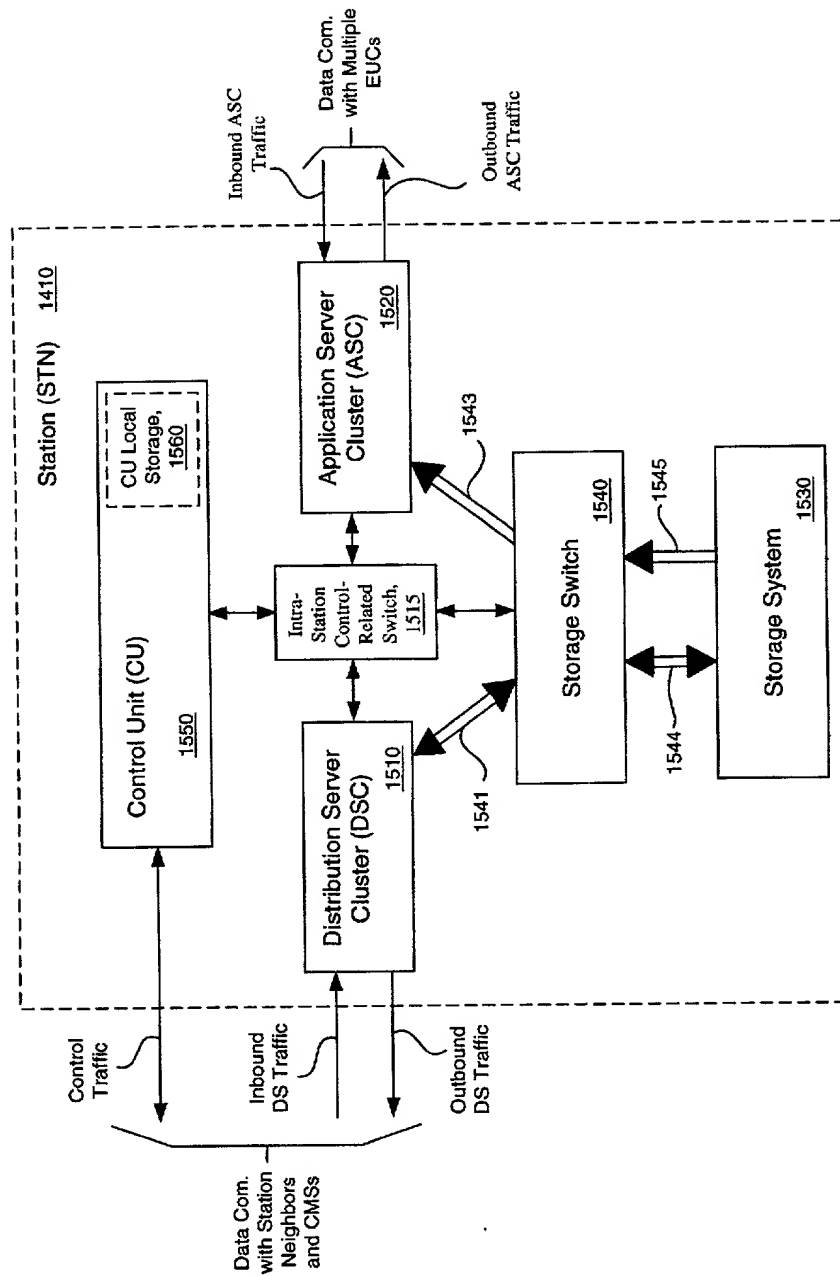 Station (STN) 1410
Control Unit (CU)
1550
CU Local
Storage,
1560
Control
Traffic
Data Com.
with Station
Neighbors
and CMSs
Inbound
DS Traffic
Outbound
DS Traffic
Distribution Server
Cluster (DSC)
1510
Intra-
Station
Control-
Related
Switch,
1515
Application Server
Cluster (ASC)
1520
Inbound ASC
Traffic
Data Com.
with Multiple
EUCs
Outbound
ASC Traffic
1541
1543
Storage Switch
1540
1544
1545
Storage System
1530